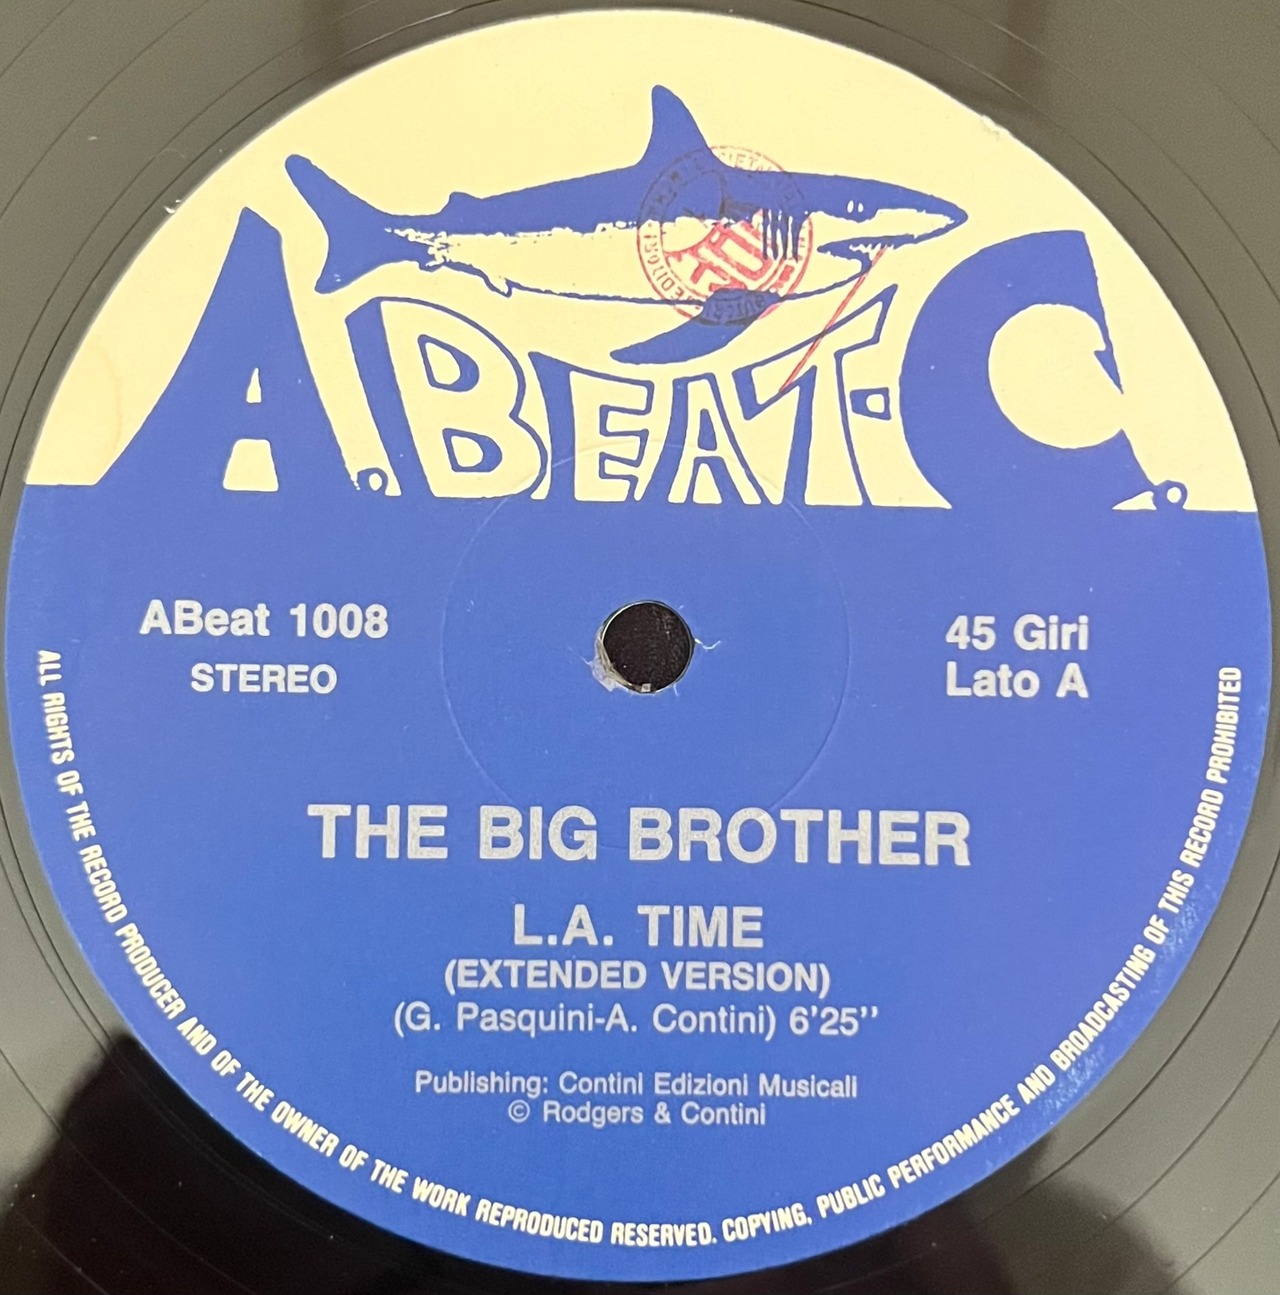 A.BEAT-C.
ABeat 1008
STEREO
45 Giri
Lato A
THE BIG BROTHER
L.A. TIME
(EXTENDED VERSION)
(G. Pasquini-A. Contini) 6'25''
Publishing: Contini Edizioni Musicali
© Rodgers & Contini
ALL RIGHTS OF THE RECORD PRODUCER AND OF THE OWNER OF THE WORK REPRODUCED RESERVED. COPYING, PUBLIC PERFORMANCE AND BROADCASTING OF THIS RECORD PROHIBITED